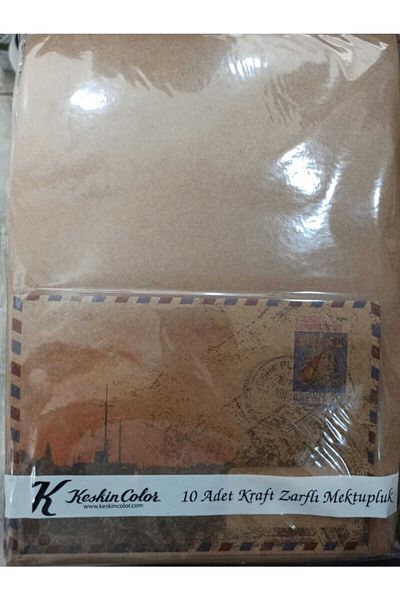 K Keskin Color
www.keskincolor.com
10 Adet Kraft Zarflı Mektupluk